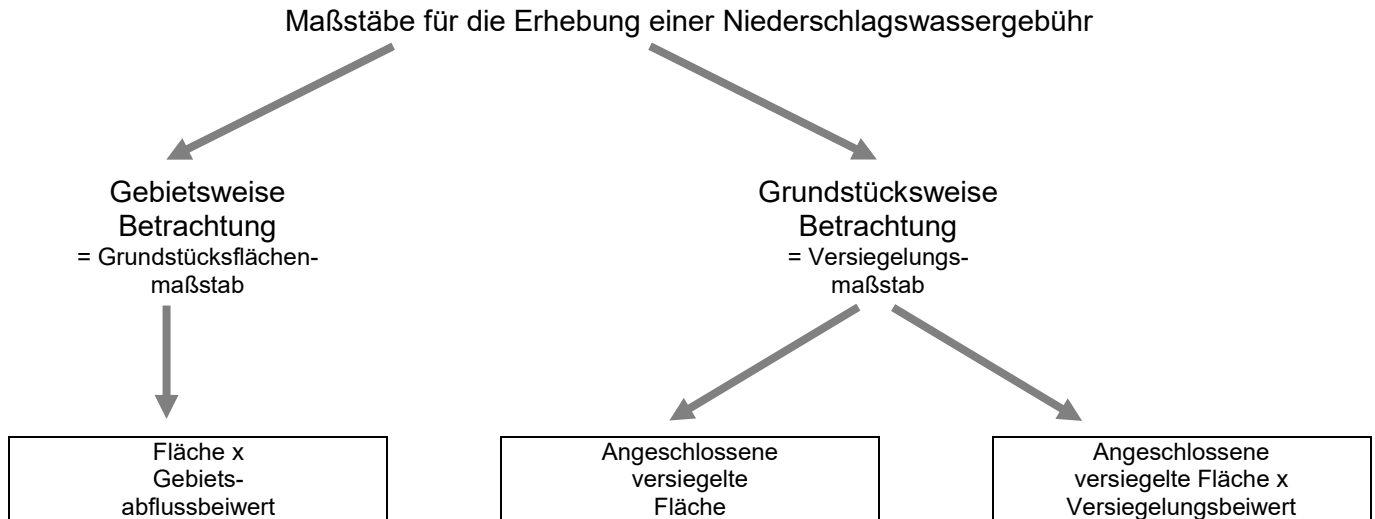 Maßstäbe für die Erhebung einer Niederschlagswassergebühr
Gebietsweise
Betrachtung
= Grundstücksflächen-
maßstab
Grundstücksweise
Betrachtung
= Versiegelungs-
maßstab
Fläche x
Gebiets-
abflussbeiwert
Angeschlossene
versiegelte
Fläche
Angeschlossene
versiegelte Fläche x
Versiegelungsbeiwert